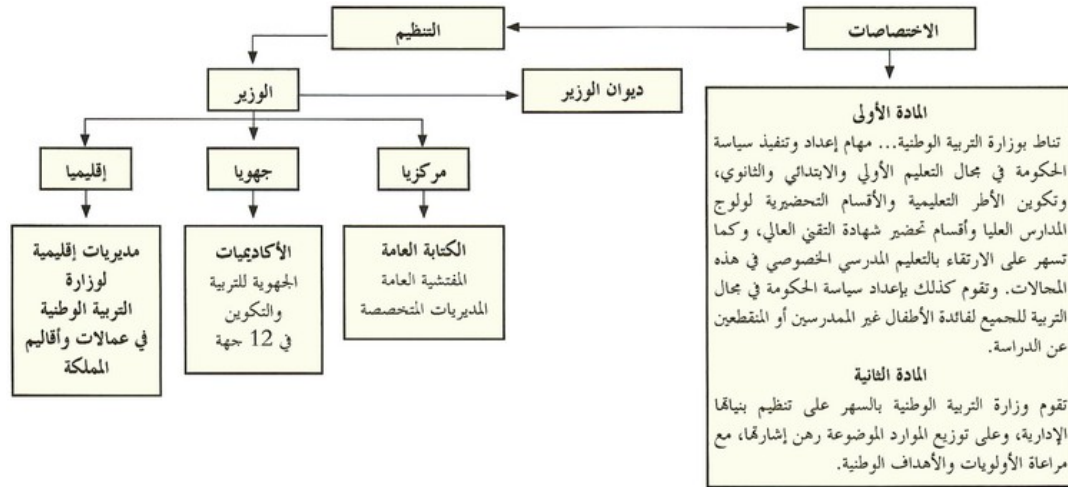 الاختصاصات
التنظيم
الوزير
ديوان الوزير
مركزيا
جهويا
إقليميا
الكتابة العامة
المفتشية العامة
المديريات المتخصصة
الأكاديميات
الجهوية للتربية
والتكوين
في 12 جهة
مديريات إقليمية
لوزارة
التربية الوطنية
في عمالات وأقاليم
المملكة
المادة الأولى
تناط بوزارة التربية الوطنية... مهام إعداد وتنفيذ سياسة
الحكومة في مجال التعليم الأولي والابتدائي والثانوي،
وتكوين الأطر التعليمية والأقسام التحضيرية لولوج
المدارس العليا وأقسام تحضير شهادة التقني العالي، وكما
تسهر على الارتقاء بالتعليم المدرسي الخصوصي في هذه
المجالات. وتقوم كذلك بإعداد سياسة الحكومة في مجال
التربية للجميع لفائدة الأطفال غير الممدرسين أو المنقطعين
عن الدراسة.
المادة الثانية
تقوم وزارة التربية الوطنية بالسهر على تنظيم بنياتها
الإدارية، وعلى توزيع الموارد الموضوعة رهن إشارتها، مع
مراعاة الأولويات والأهداف الوطنية.